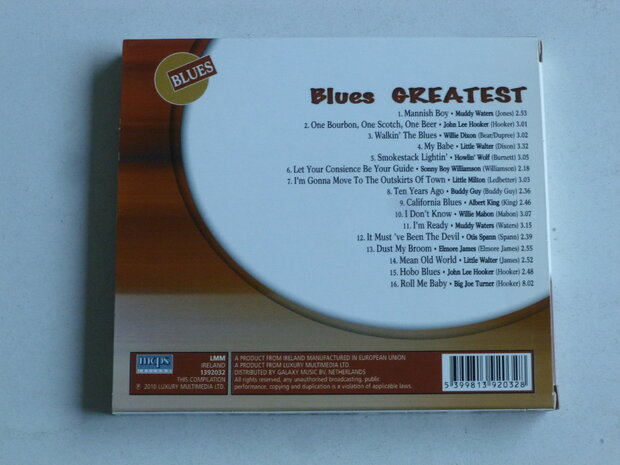 BLUES
Blues GREATEST
1. Mannish Boy • Muddy Waters (Jones) 2.53
2. One Bourbon, One Scotch, One Beer • John Lee Hooker (Hooker) 3.01
3. Walkin' The Blues • Willie Dixon (Bear/Dupree) 3.02
4. My Babe • Little Walter (Dixon) 3.32
5. Smokestack Lightin' • Howlin' Wolf (Burnett) 3.05
6. Let Your Consience Be Your Guide • Sonny Boy Williamson (Williamson) 2.18
7. I'm Gonna Move To The Outskirts Of Town • Little Milton (Ledbetter) 3.03
8. Ten Years Ago • Buddy Guy (Buddy Guy) 2.36
9. California Blues • Albert King (King) 2.46
10. I Don't Know • Willie Mabon (Mabon) 3.07
11. I'm Ready • Muddy Waters (Waters) 3.15
12. It Must 've Been The Devil • Otis Spann (Spann) 2.39
13. Dust My Broom • Elmore James (Elmore James) 2.55
14. Mean Old World • Little Walter (James) 2.52
15. Hobo Blues • John Lee Hooker (Hooker) 2.48
16. Roll Me Baby • Big Joe Turner (Hooker) 8.02
mcps
IRELAND
LMM
IRELAND
1392032
THIS COMPILATION
℗ 2010 LUXURY MULTIMEDIA LTD.
A PRODUCT FROM IRELAND MANUFACTURED IN EUROPEAN UNION
A PRODUCT FROM LUXURY MULTIMEDIA LTD.
DISTRIBUTED BY GALAXY MUSIC BV, NETHERLANDS
All rights reserved, any unauthorised broadcasting, public
performance, copying and duplication is a violation of applicable laws.
5 399813 920328